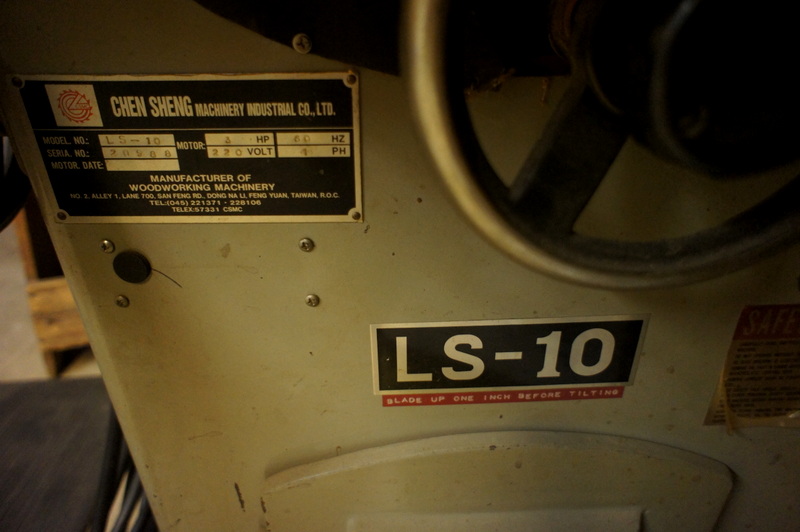 CHEN SHENG MACHINERY INDUSTRIAL CO., LTD.
MODEL. NO.: LS-10 MOTOR: 3 HP 60 HZ
SERIA. NO.: 220 VOLT 1 PH
MOTOR. DATE:
MANUFACTURER OF
WOODWORKING MACHINERY
NO. 2, ALLEY 1, LANE 700, SAN FENG RD., DONG NA LI, FENG YUAN, TAIWAN, R.O.C.
TEL:(045) 221371 - 228106
TELEX:57331 CSMC
LS-10
BLADE UP ONE INCH BEFORE TILTING